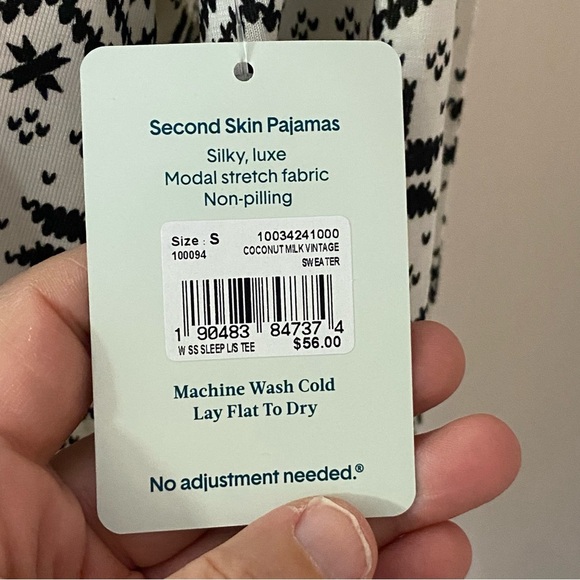 Second Skin Pajamas
Silky, luxe
Modal stretch fabric
Non-pilling
Size : S 10034241000
100094 COCONUT MILK VINTAGE
SWEATER
1 90483 84737 4
W SS SLEEP L/S TEE $56.00
Machine Wash Cold
Lay Flat To Dry
No adjustment needed.®